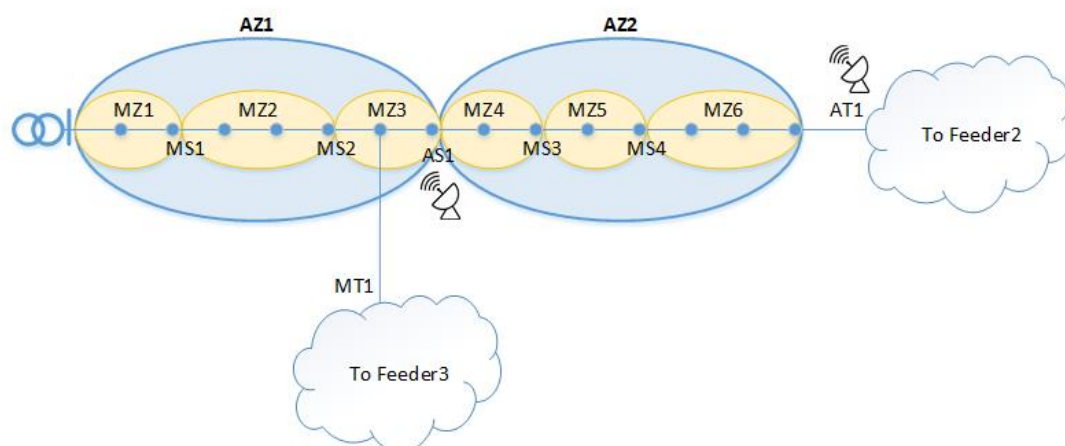 AZ1
AZ2
MZ1
MZ2
MZ3
MZ4
MZ5
MZ6
AT1
MS1
MS2
AS1
MS3
MS4
To Feeder2
MT1
To Feeder3